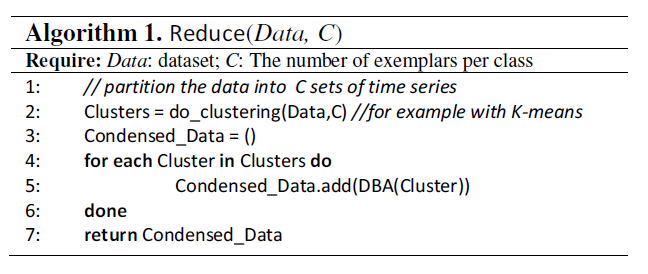 Algorithm 1. Reduce(Data, C)
Require: Data: dataset; C: The number of exemplars per class
1: // partition the data into C sets of time series
2: Clusters = do_clustering(Data,C) //for example with K-means
3: Condensed_Data = ()
4: for each Cluster in Clusters do
5: Condensed_Data.add(DBA(Cluster))
6: done
7: return Condensed_Data